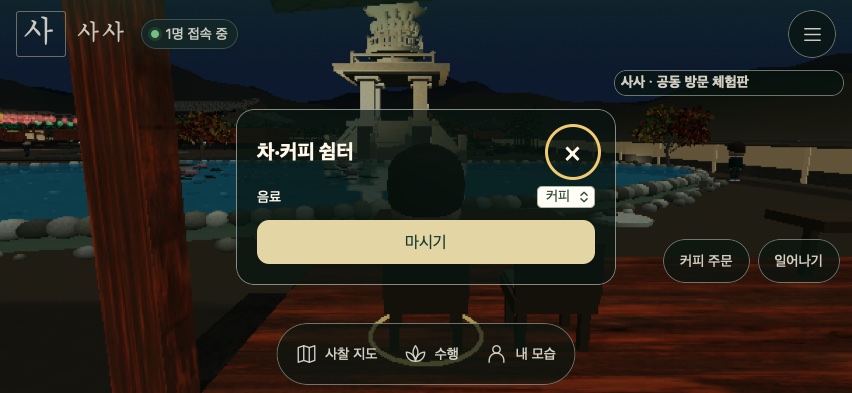 사 사사 1명 접속 중
사사 · 공동 방문 체험판
차·커피 쉼터
음료 커피
마시기
커피 주문 일어나기
사찰 지도 수행 내 모습